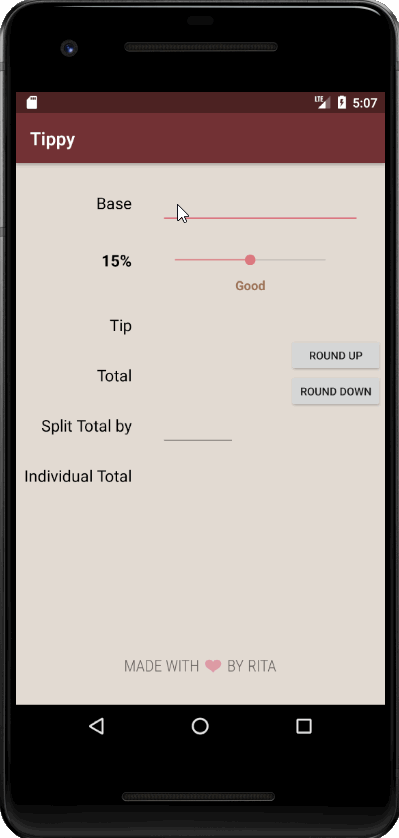 LTE 5:07
Tippy
Base
15%
Good
Tip
ROUND UP
Total
ROUND DOWN
Split Total by
Individual Total
MADE WITH ❤ BY RITA